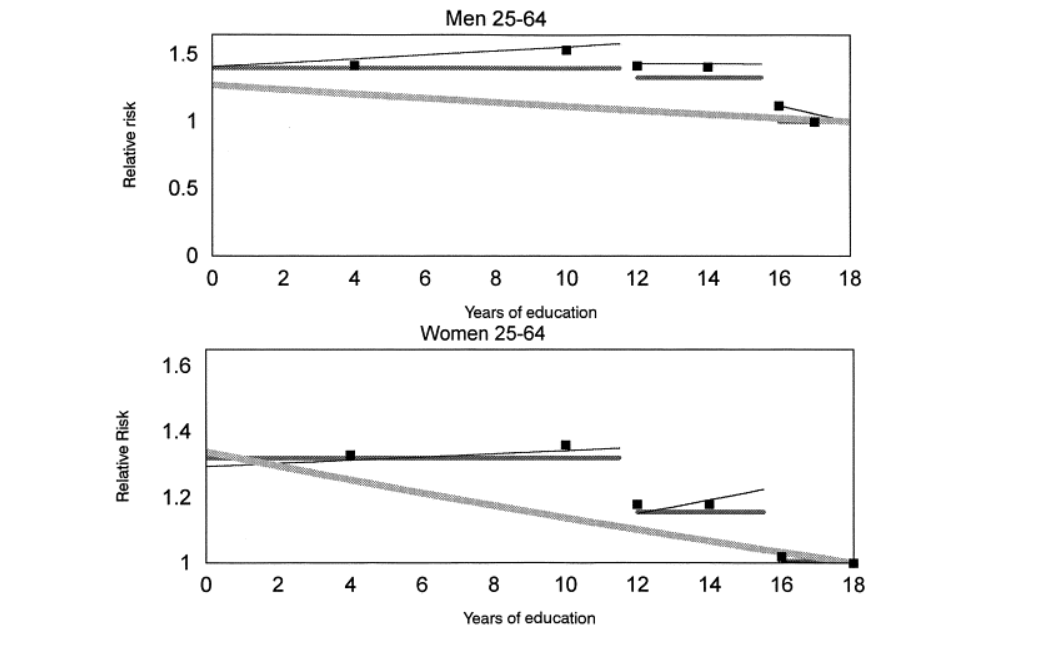 Men 25-64
1.5
1
0.5
0
Relative risk
0 2 4 6 8 10 12 14 16 18
Years of education
Women 25-64
1.6
1.4
1.2
1
Relative Risk
0 2 4 6 8 10 12 14 16 18
Years of education